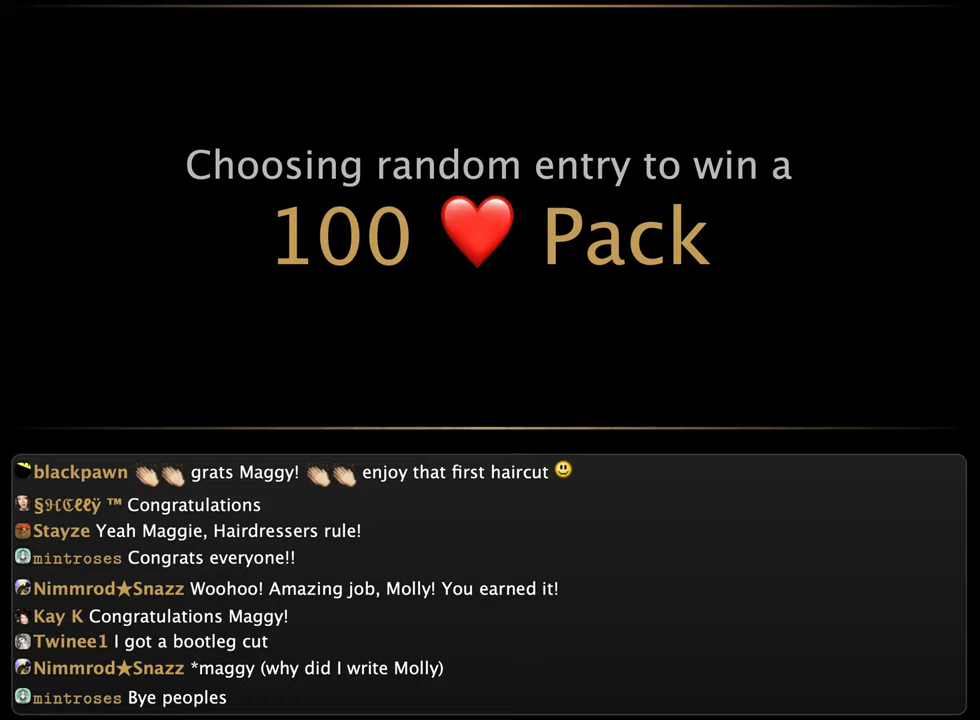 Choosing random entry to win a
100 ❤️ Pack
blackpawn 👏👏 grats Maggy! 👏👏 enjoy that first haircut 🙂
§ℋℭℓℓÿ ™ Congratulations
Stayze Yeah Maggie, Hairdressers rule!
mintroses Congrats everyone!!
Nimmrod★Snazz Woohoo! Amazing job, Molly! You earned it!
Kay K Congratulations Maggy!
Twinee1 I got a bootleg cut
Nimmrod★Snazz *maggy (why did I write Molly)
mintroses Bye peoples